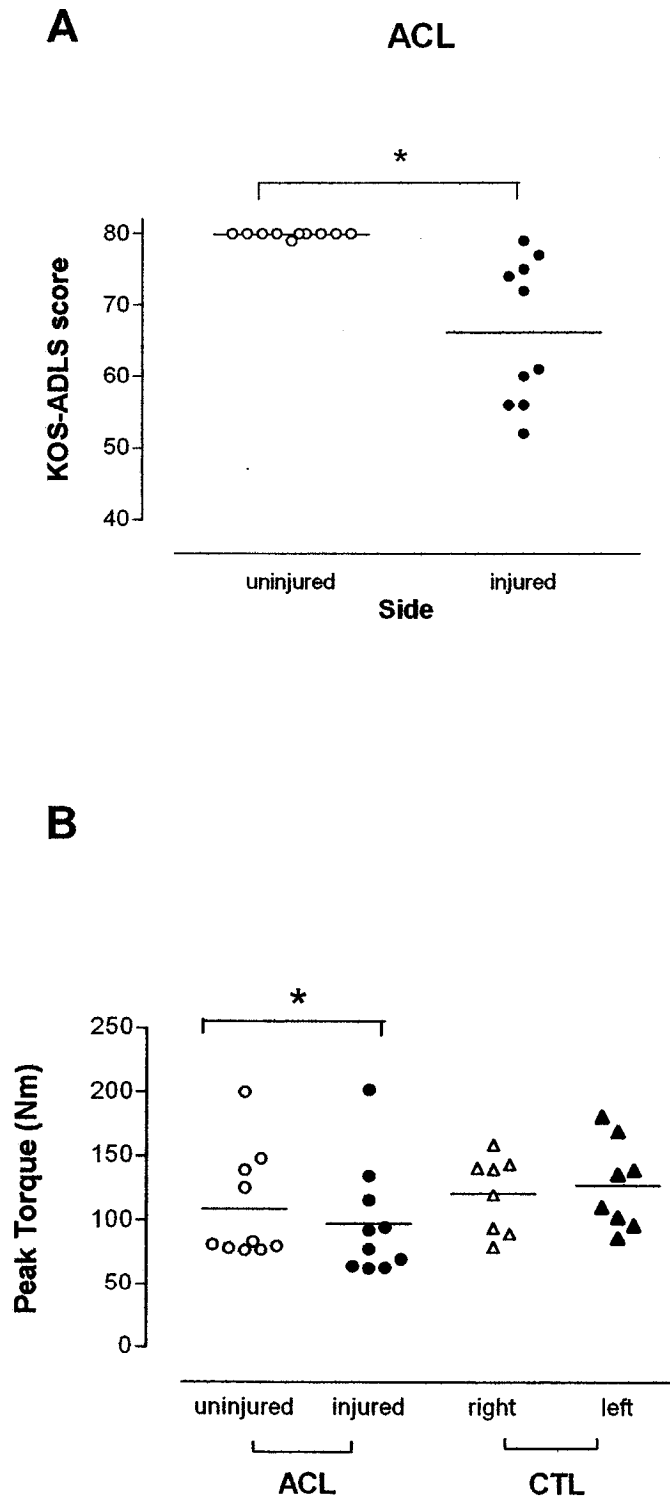 A
ACL
*
KOS-ADLS score
80
70
60
50
40
uninjured injured
Side
B
*
Peak Torque (Nm)
250
200
150
100
50
0
uninjured injured right left
ACL CTL